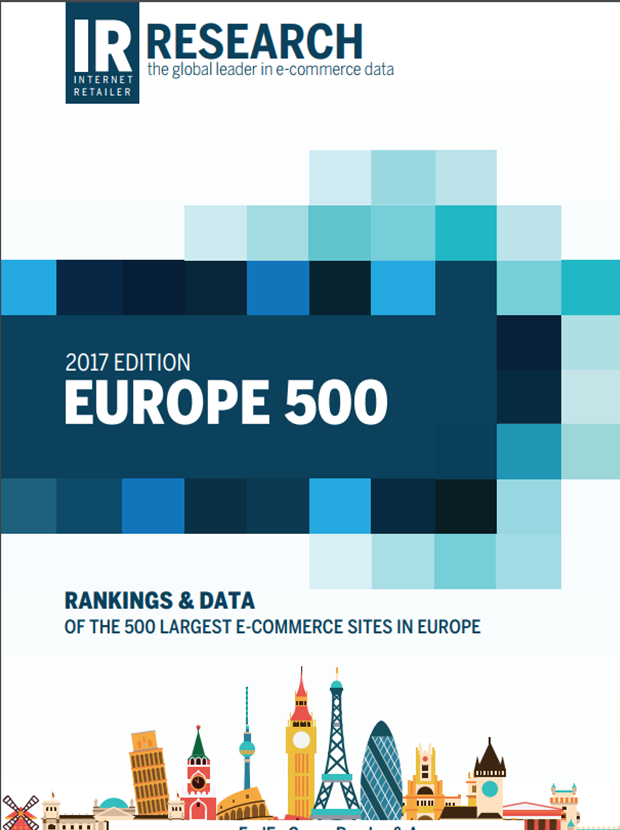 IR RESEARCH
INTERNET
RETAILER
the global leader in e-commerce data
2017 EDITION
EUROPE 500
RANKINGS & DATA
OF THE 500 LARGEST E-COMMERCE SITES IN EUROPE